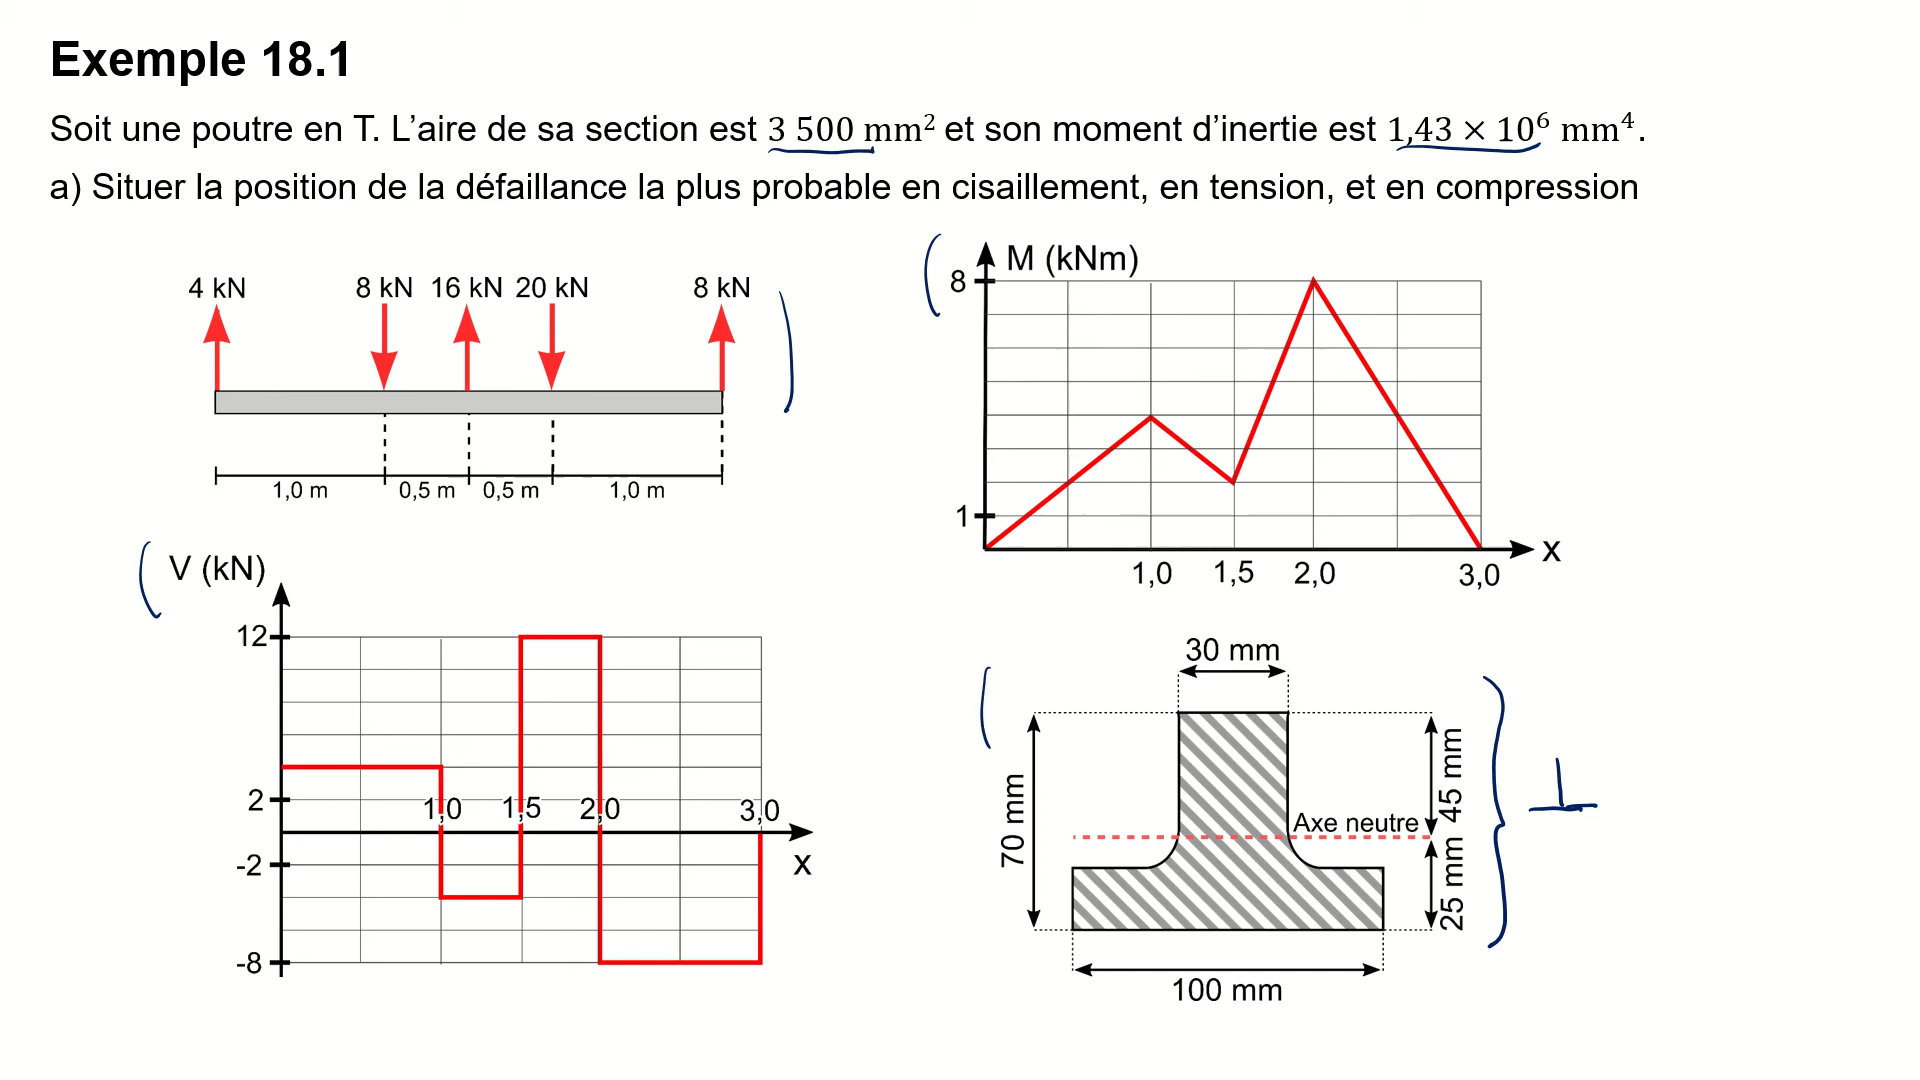 Exemple 18.1
Soit une poutre en T. L’aire de sa section est 3 500 mm² et son moment d’inertie est 1,43 × 10⁶ mm⁴.
a) Situer la position de la défaillance la plus probable en cisaillement, en tension, et en compression
4 kN 8 kN 16 kN 20 kN 8 kN
1,0 m 0,5 m 0,5 m 1,0 m
M (kNm)
8
1
1,0 1,5 2,0 3,0
x
V (kN)
12
2
1,0 1,5 2,0 3,0
-2
x
-8
30 mm
70 mm
45 mm
Axe neutre
25 mm
100 mm